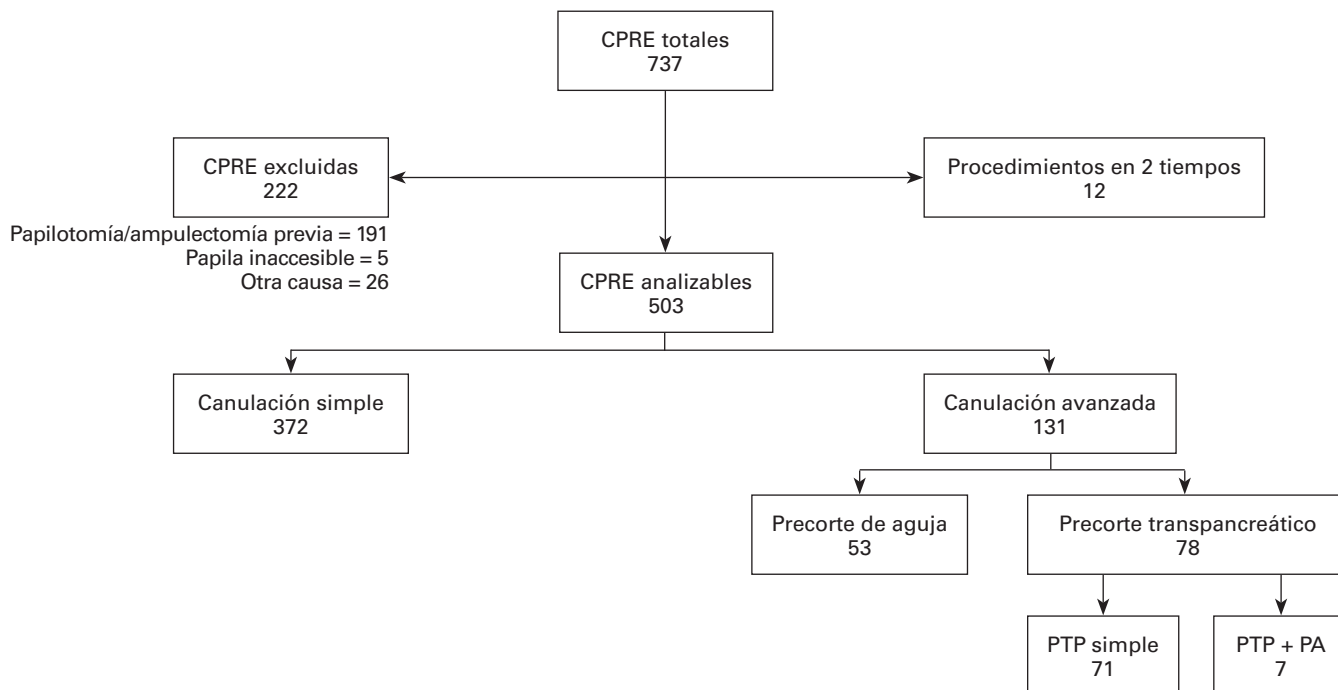 CPRE totales
737
CPRE excluidas
222
Procedimientos en 2 tiempos
12
Papilotomía/ampulectomía previa = 191
Papila inaccesible = 5
Otra causa = 26
CPRE analizables
503
Canulación simple
372
Canulación avanzada
131
Precorte de aguja
53
Precorte transpancreático
78
PTP simple
71
PTP + PA
7